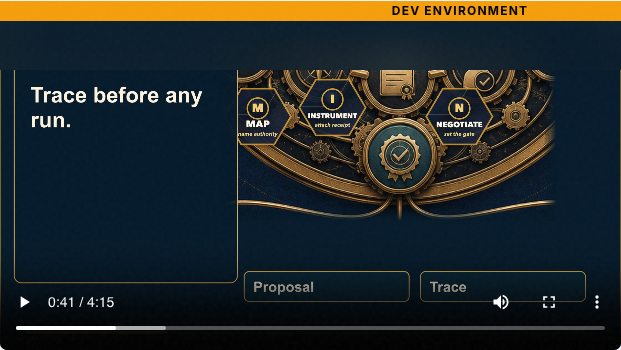 DEV ENVIRONMENT
Trace before any
run.
M
MAP
name authority
I
INSTRUMENT
attach receipt
N
NEGOTIATE
set the gate
Proposal
Trace
0:41 / 4:15